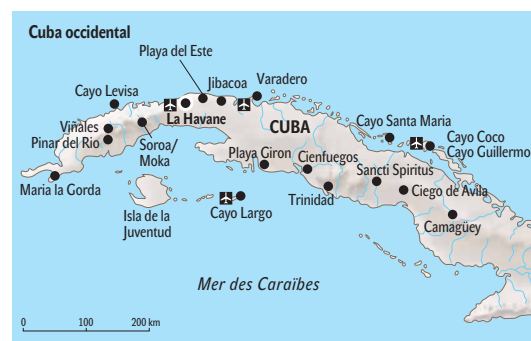 Cuba occidental
Playa del Este
Cayo Levisa
Jibacoa
Varadero
La Havane
Viñales
Pinar del Rio
Soroa/
Moka
CUBA
Cayo Santa Maria
Cayo Coco
Cayo Guillermo
Playa Giron
Cienfuegos
Sancti Spiritus
Maria la Gorda
Isla de la
Juventud
Cayo Largo
Trinidad
Ciego de Avila
Camagüey
Mer des Caraïbes
0 100 200 km